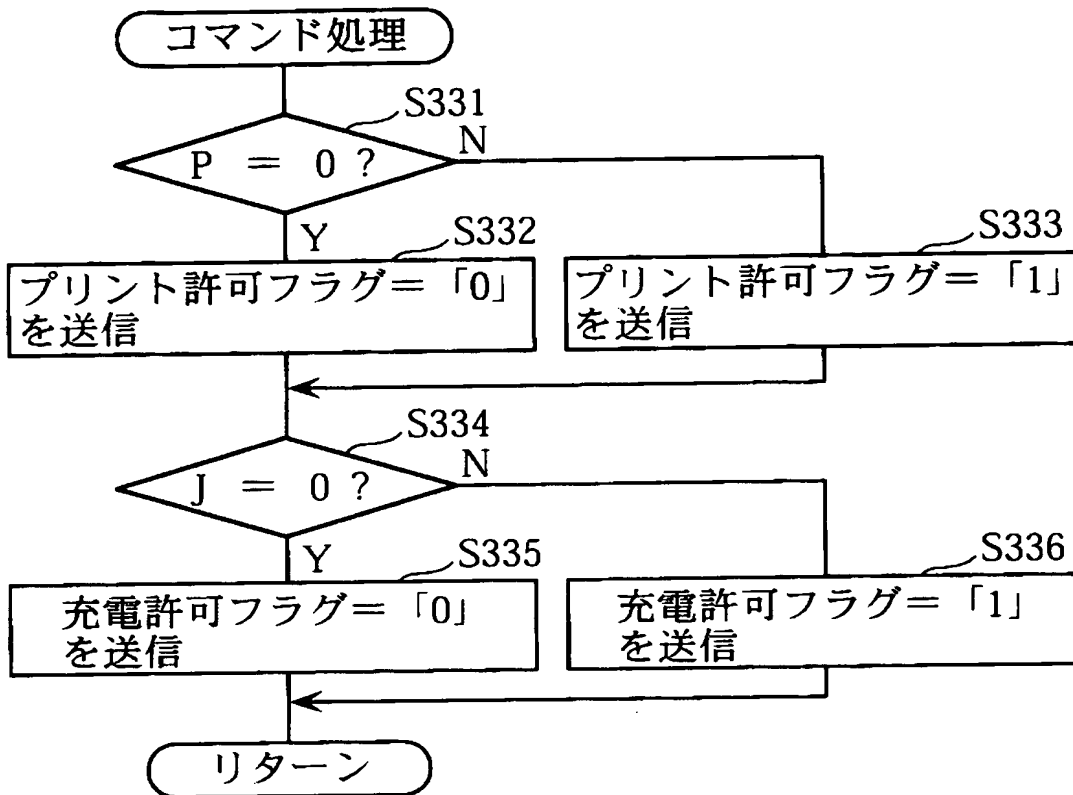 コマンド処理
S331
P = 0 ?
N
Y
S332
プリント許可フラグ＝「0」
を送信
S333
プリント許可フラグ＝「1」
を送信
S334
J = 0 ?
N
Y
S335
充電許可フラグ＝「0」
を送信
S336
充電許可フラグ＝「1」
を送信
リターン